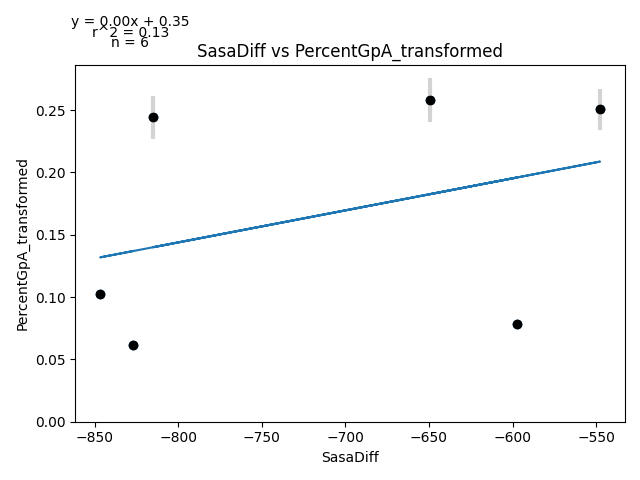 y = 0.00x + 0.35
r^2 = 0.13
n = 6
SasaDiff vs PercentGpA_transformed
PercentGpA_transformed
0.25
0.20
0.15
0.10
0.05
0.00
−850 −800 −750 −700 −650 −600 −550
SasaDiff